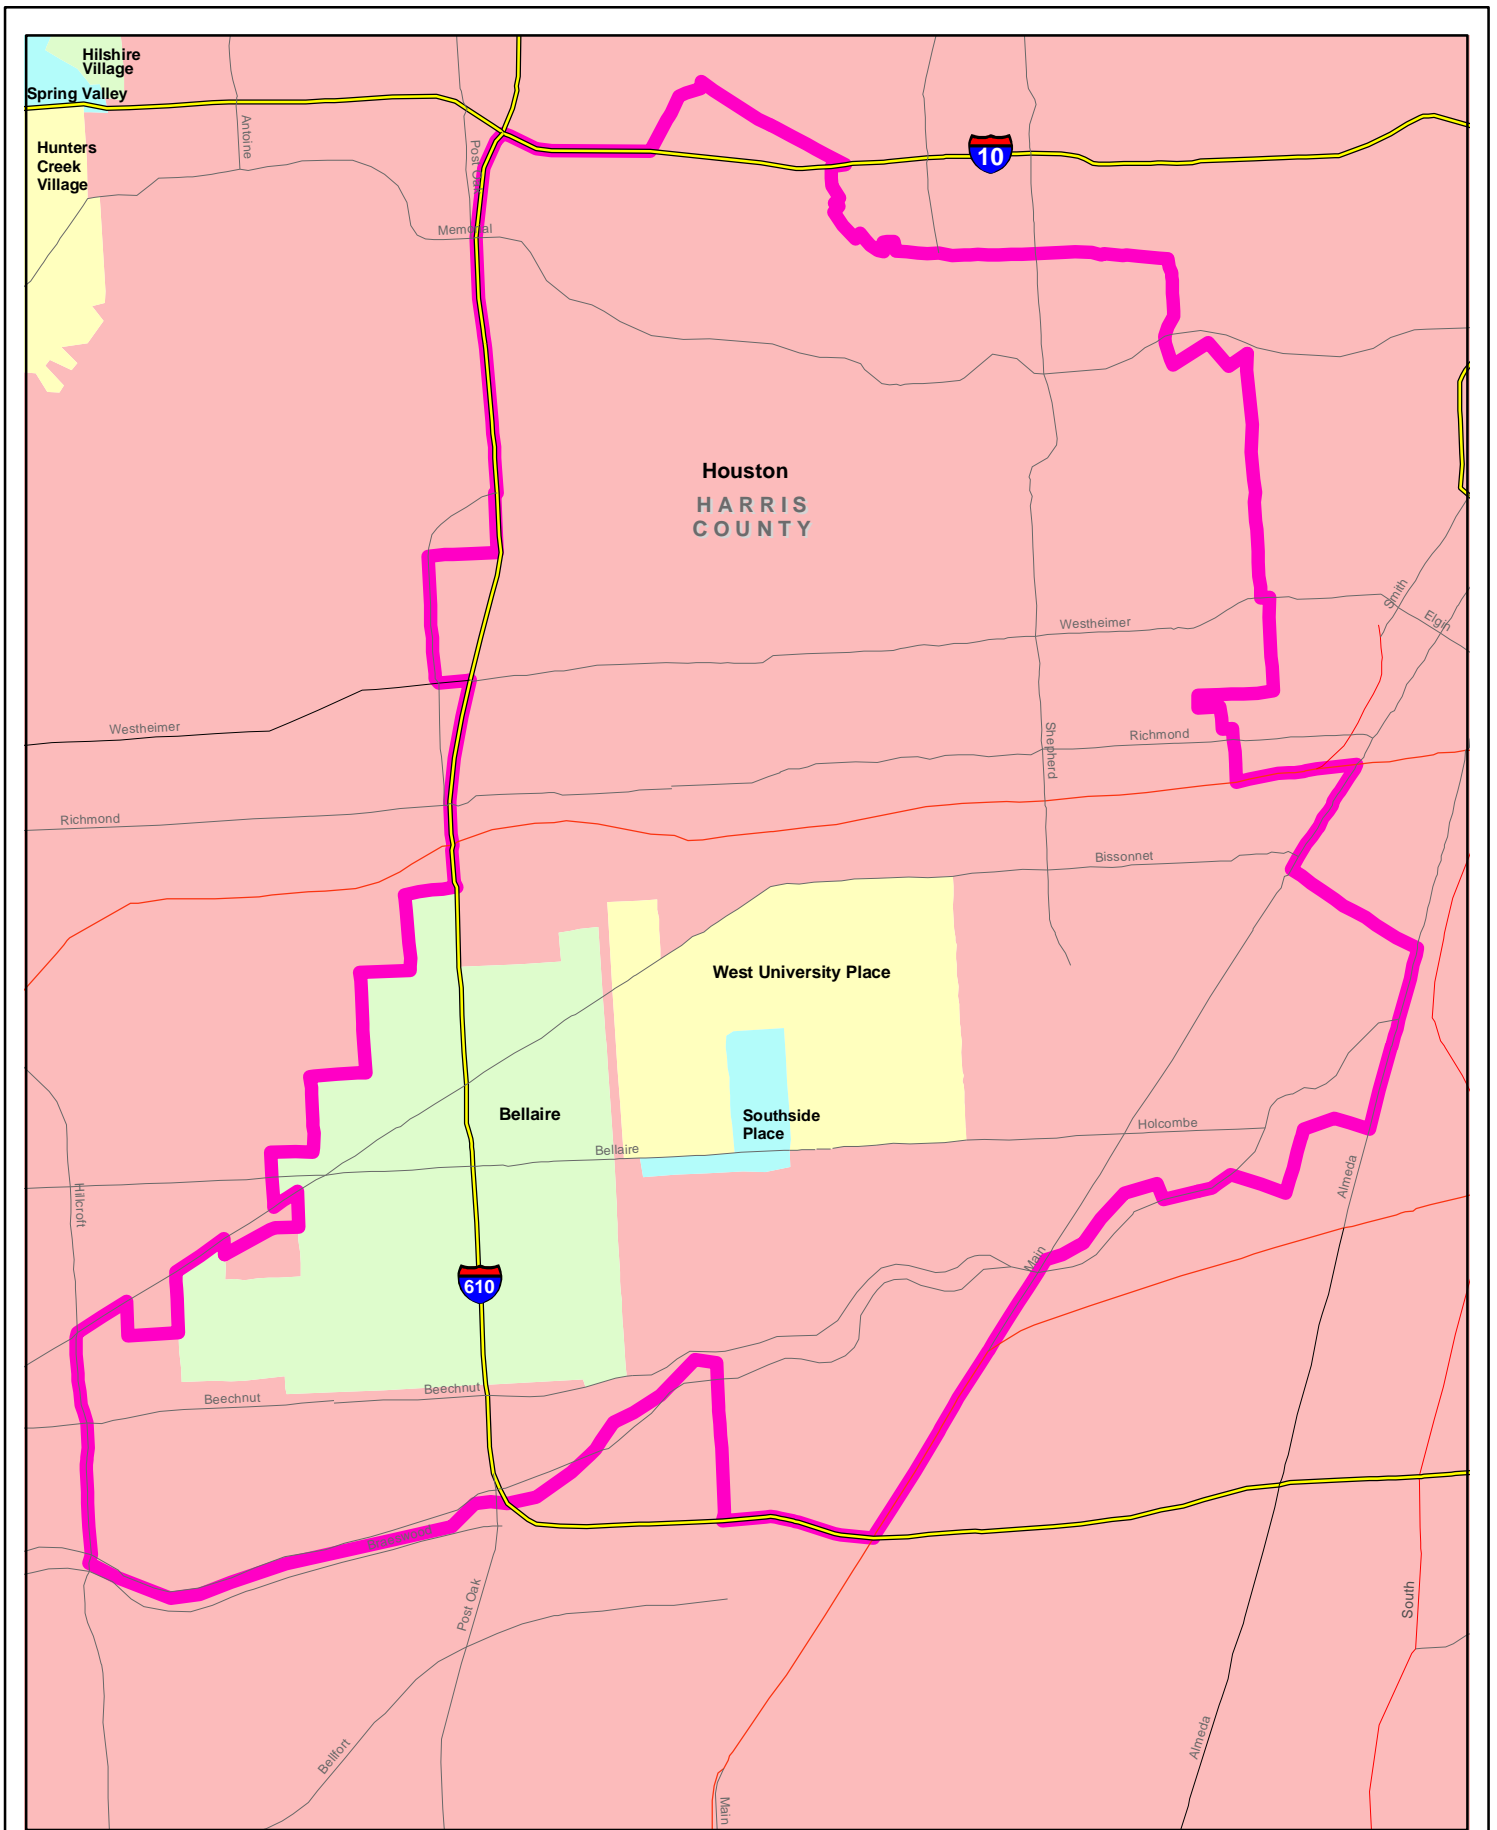 Hilshire
Village
Spring Valley
Hunters
Creek
Village
Antoine
10
Memorial
Houston
HARRIS
COUNTY
Smith
Elgin
Westheimer
Westheimer
Shepherd
Richmond
Richmond
Bissonnet
West University Place
Bellaire
Southside
Place
Holcombe
Bellaire
Almeda
Hillcroft
Main
610
Beechnut
Beechnut
Post Oak
South
Bellfort
Almeda
Main